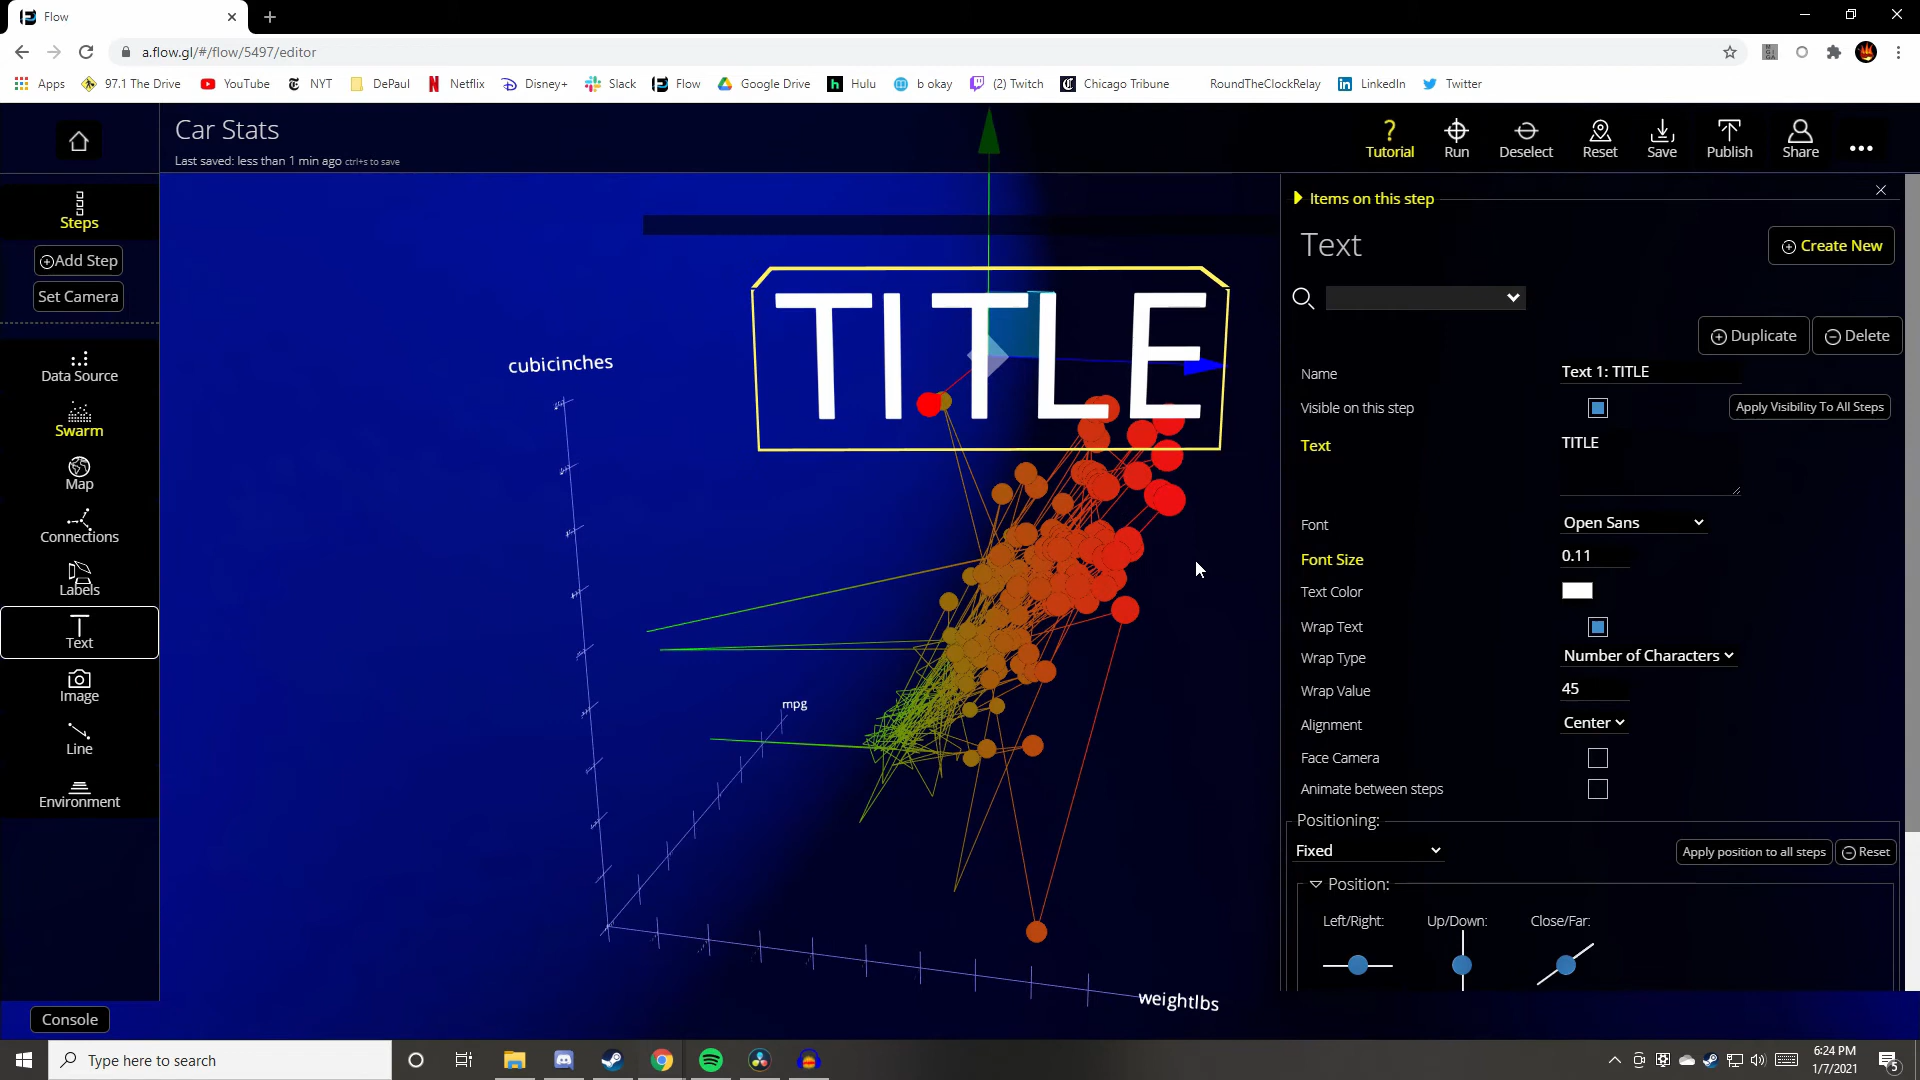 Flow
a.flow.gl/#/flow/5497/editor
Apps
97.1 The Drive
YouTube
NYT
DePaul
Netflix
Disney+
Slack
Flow
Google Drive
Hulu
b okay
(2) Twitch
Chicago Tribune
RoundTheClockRelay
LinkedIn
Twitter
Car Stats
Last saved: less than 1 min ago ctrl+s to save
Tutorial
Run
Deselect
Reset
Save
Publish
Share
Steps
Add Step
Set Camera
Data Source
Swarm
Map
Connections
Labels
Text
Image
Line
Environment
Console
TITLE
cubicinches
mpg
weightlbs
Items on this step
Text
Create New
Duplicate
Delete
Name
Text 1: TITLE
Visible on this step
Apply Visibility To All Steps
Text
TITLE
Font
Open Sans
Font Size
0.11
Text Color
Wrap Text
Wrap Type
Number of Characters
Wrap Value
45
Alignment
Center
Face Camera
Animate between steps
Positioning:
Fixed
Apply position to all steps
Reset
Position:
Left/Right:
Up/Down:
Close/Far:
Type here to search
6:24 PM
1/7/2021
5